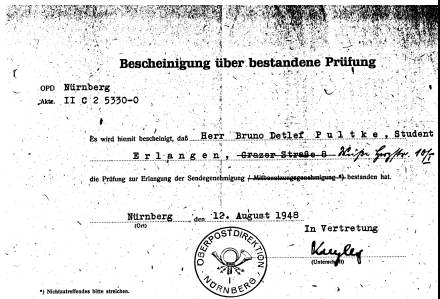 Bescheinigung über bestandene Prüfung
OPD Nürnberg
Akte. II C 2 5330-0
Es wird hiemit bescheinigt, daß Herr Bruno Detlef Pultke, Student
Erlangen, Grazer Straße 8
die Prüfung zur Erlangung der Sendegenehmigung (Mitbenutzungsgenehmigung *) bestanden hat.
Nürnberg den 12. August 1948
(Ort)
In Vertretung
OBERPOSTDIREKTION
NÜRNBERG
(Unterschrift)
*) Nichtzutreffendes bitte streichen.